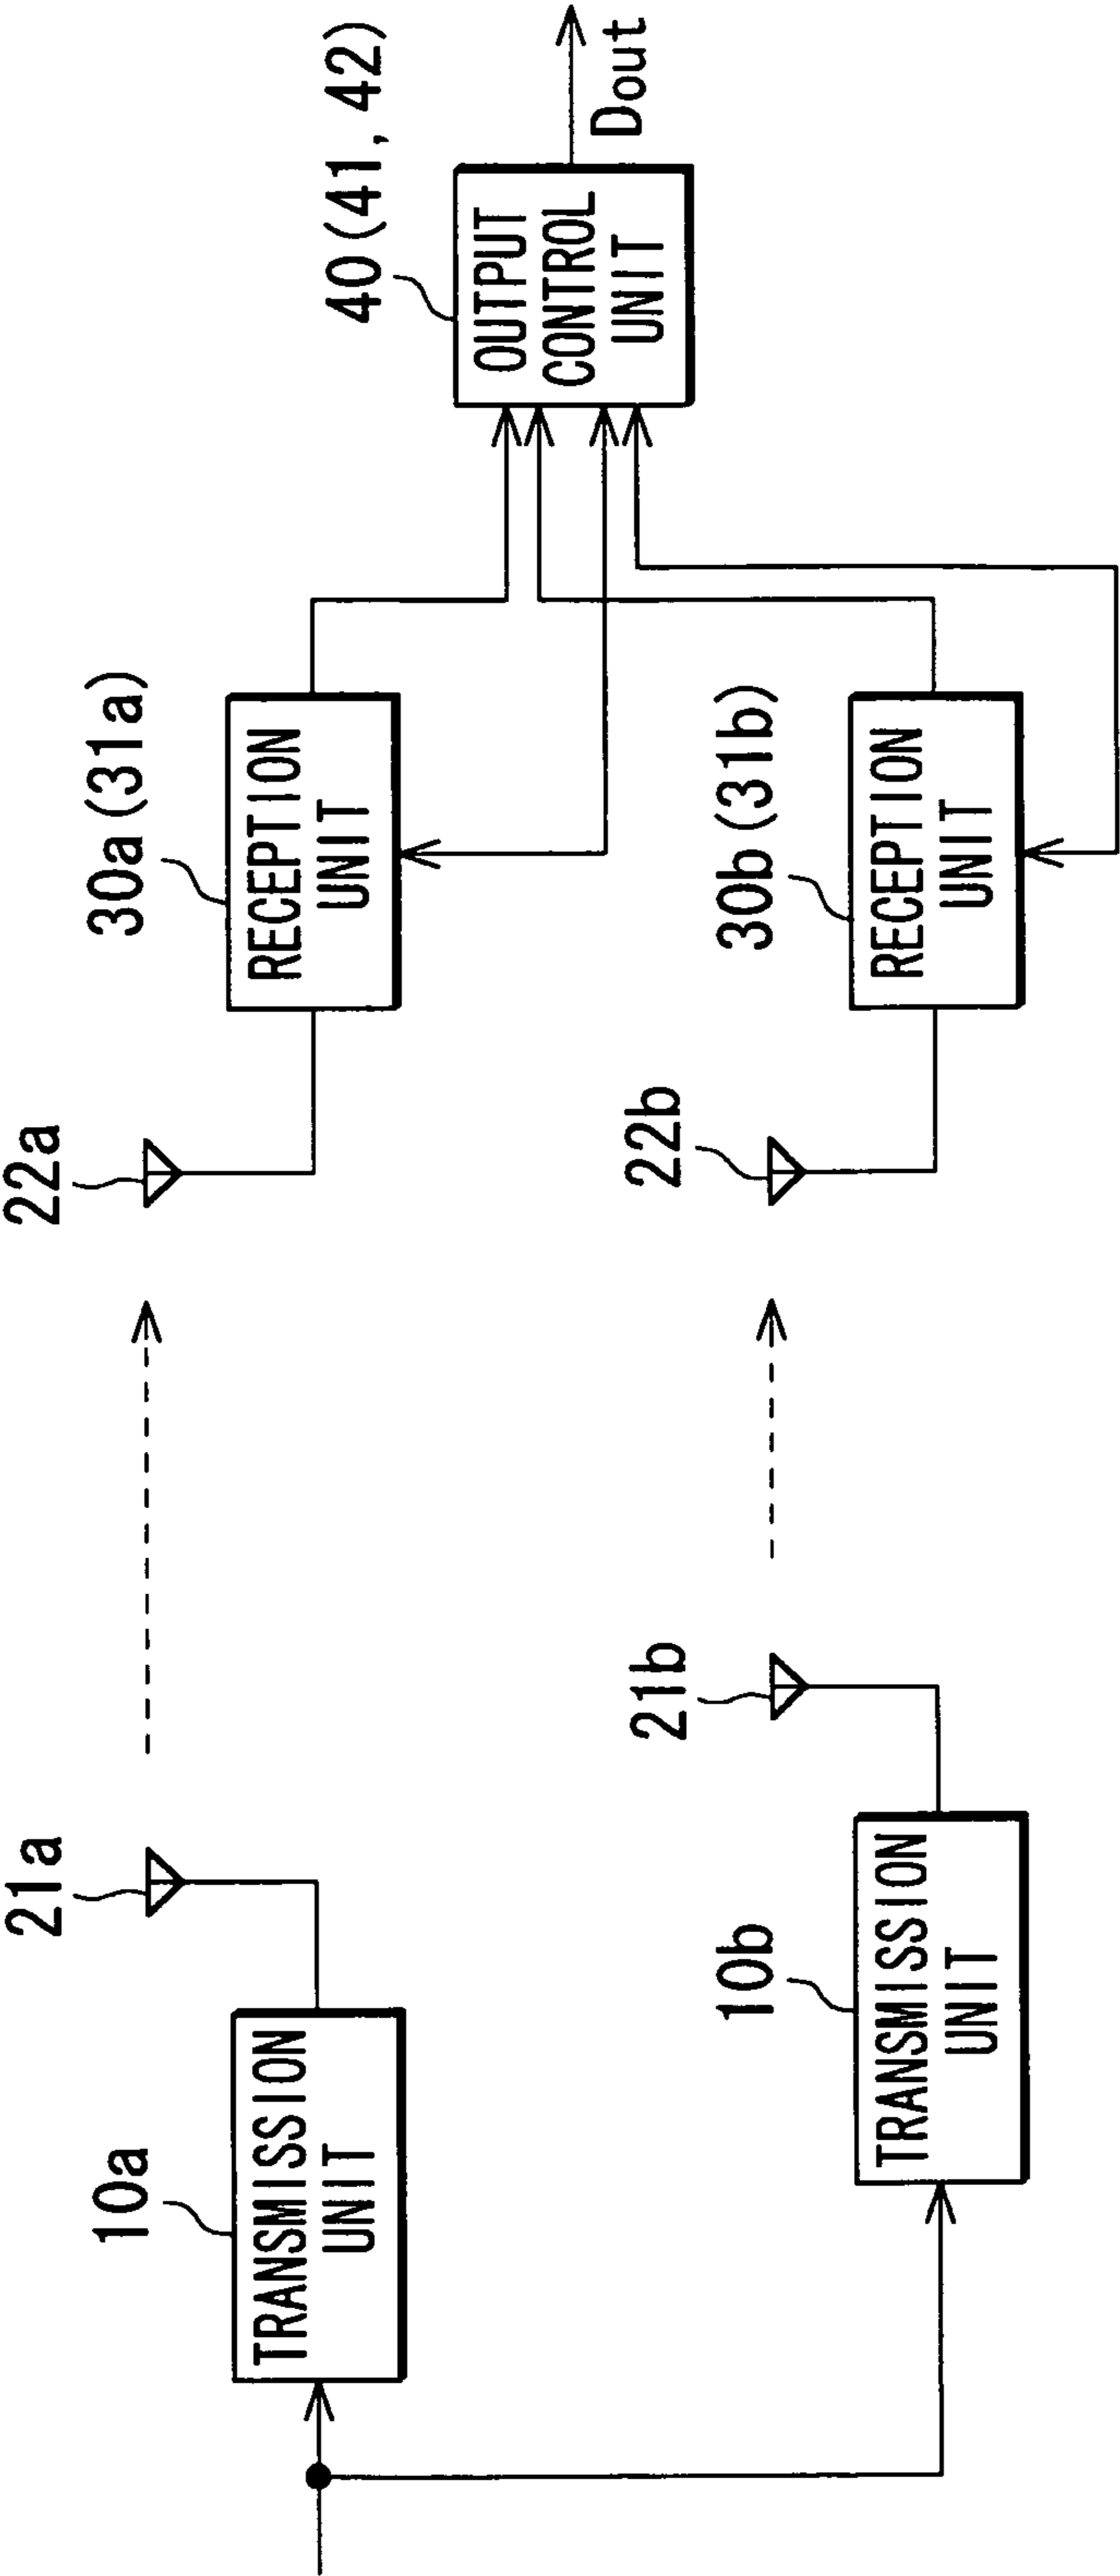 21a
10a
TRANSMISSION
UNIT
21b
10b
TRANSMISSION
UNIT
22a
30a (31a)
RECEPTION
UNIT
22b
30b (31b)
RECEPTION
UNIT
40 (41, 42)
OUTPUT
CONTROL
UNIT
Dout